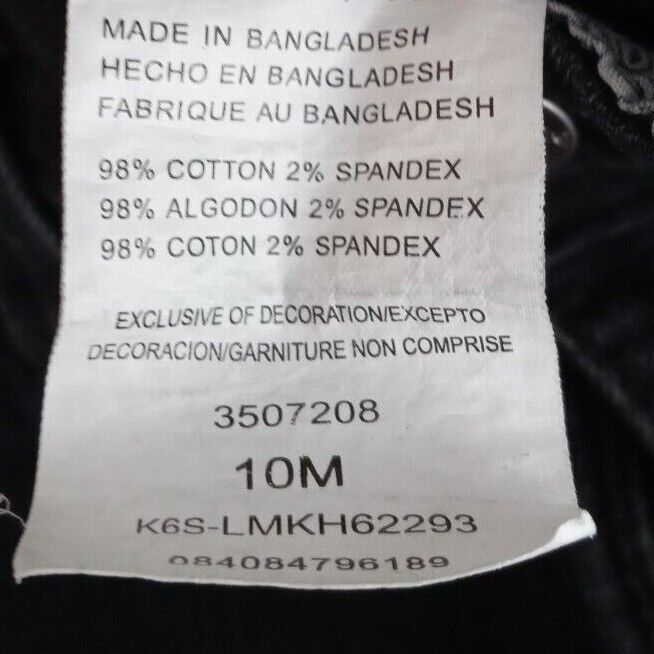 MADE IN BANGLADESH
HECHO EN BANGLADESH
FABRIQUE AU BANGLADESH
98% COTTON 2% SPANDEX
98% ALGODON 2% SPANDEX
98% COTON 2% SPANDEX
EXCLUSIVE OF DECORATION/EXCEPTO
DECORACION/GARNITURE NON COMPRISE
3507208
10M
K6S-LMKH62293
084084796189